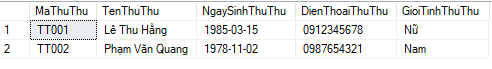 MaThuThu TenThuThu NgaySinhThuThu DienThoaiThuThu GioiTinhThuThu
1 TT001 Lê Thu Hằng 1985-03-15 0912345678 Nữ
2 TT002 Phạm Văn Quang 1978-11-02 0987654321 Nam